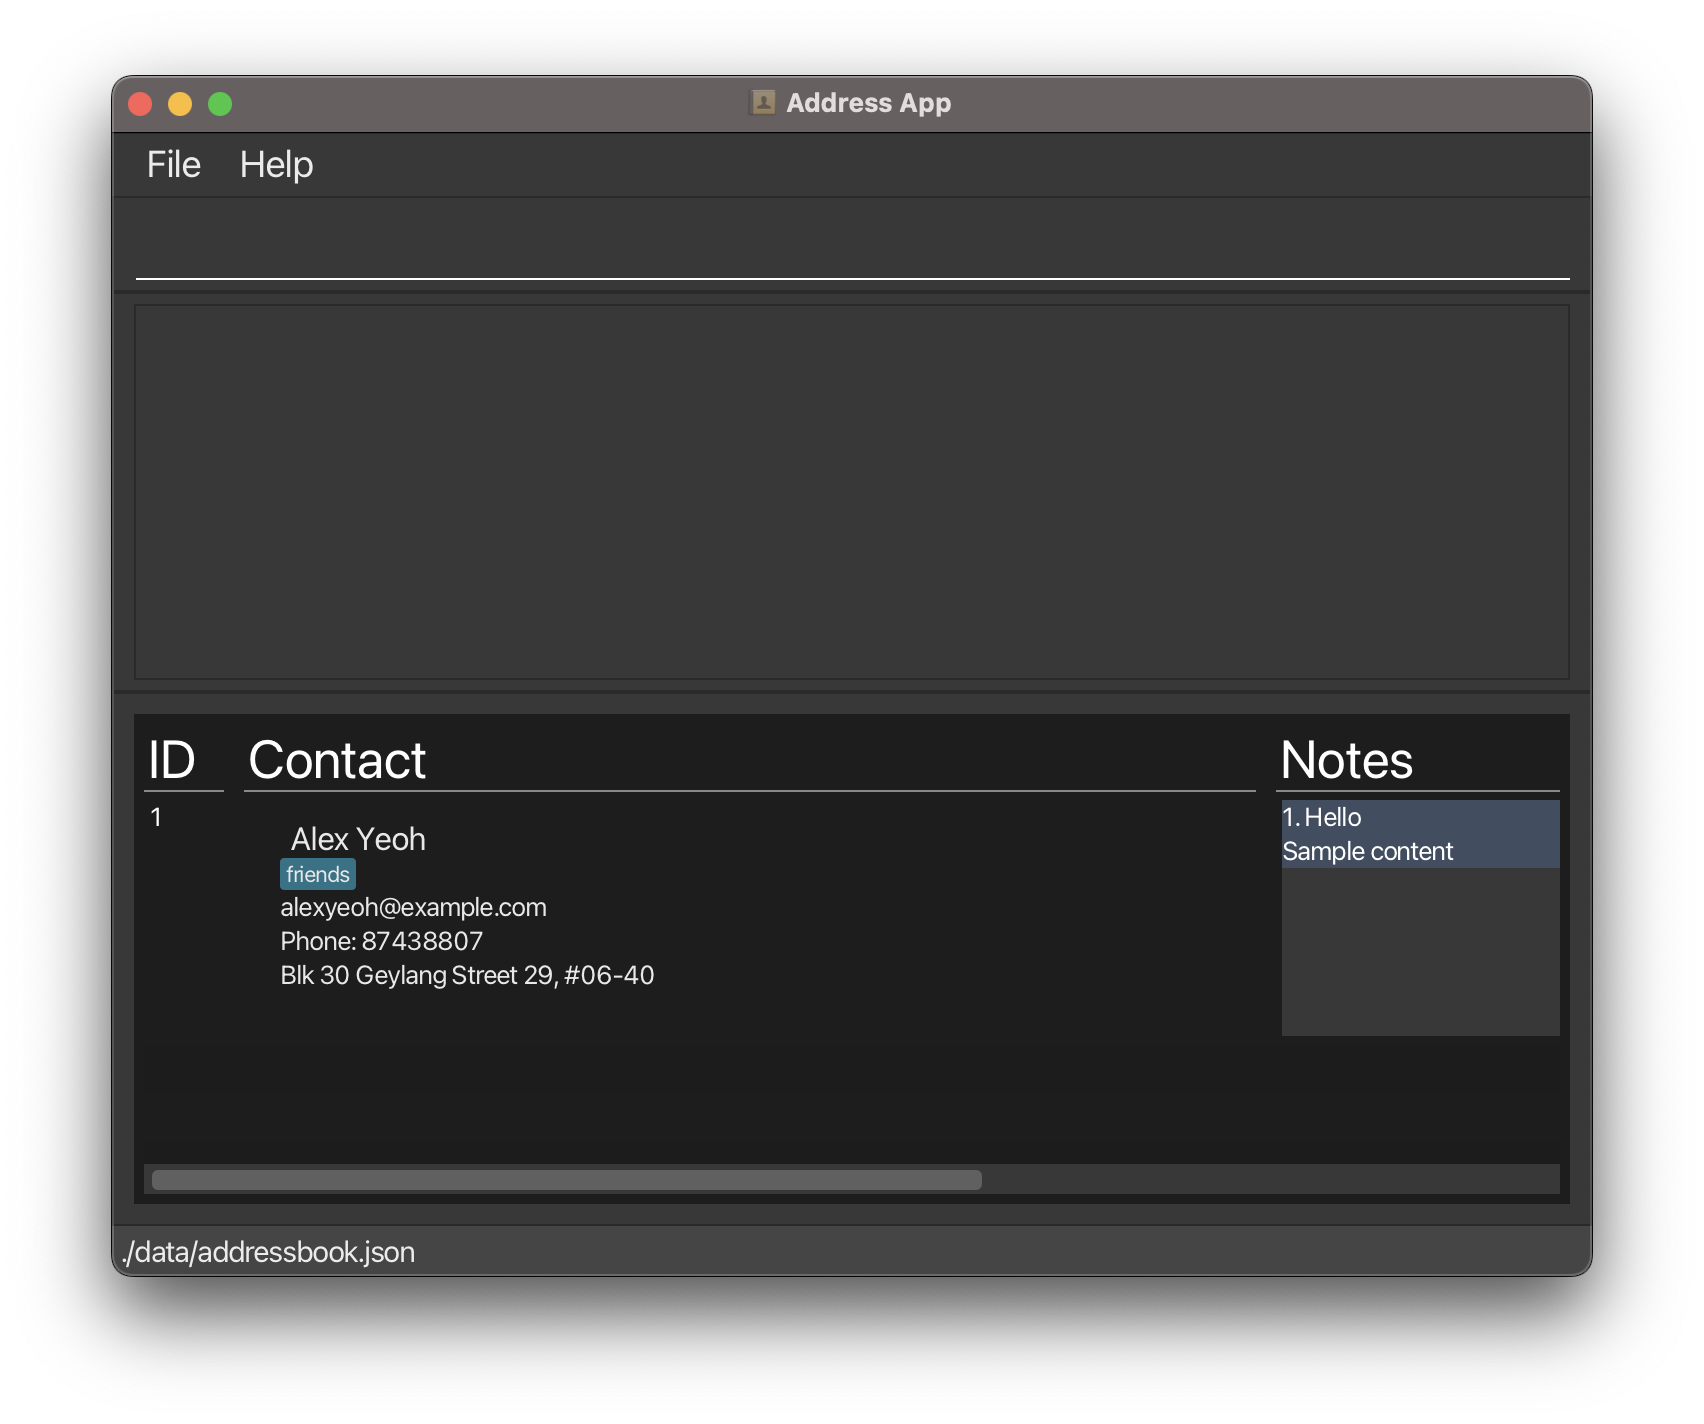 Address App
File Help
ID Contact Notes
1
Alex Yeoh
friends
alexyeoh@example.com
Phone: 87438807
Blk 30 Geylang Street 29, #06-40
1. Hello
Sample content
./data/addressbook.json